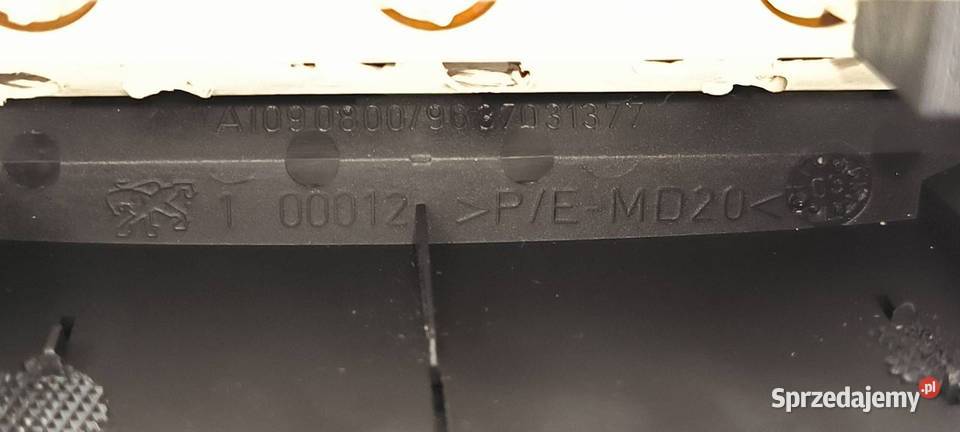 A1090800/9637031377
1 00012 >P/E-MD20<
Sprzedajemy.pl